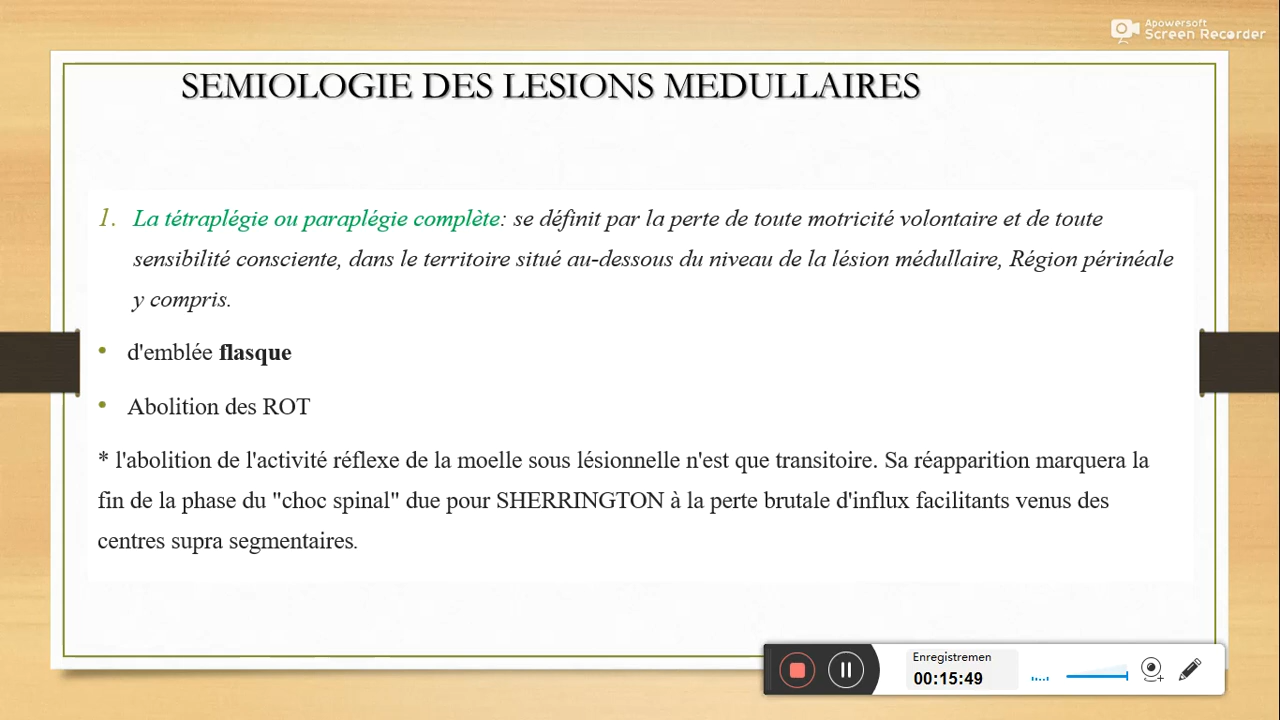 Apowersoft
Screen Recorder
SEMIOLOGIE DES LESIONS MEDULLAIRES
1. La tétraplégie ou paraplégie complète: se définit par la perte de toute motricité volontaire et de toute
sensibilité consciente, dans le territoire situé au-dessous du niveau de la lésion médullaire, Région périnéale
y compris.
• d'emblée flasque
• Abolition des ROT
* l'abolition de l'activité réflexe de la moelle sous lésionnelle n'est que transitoire. Sa réapparition marquera la
fin de la phase du "choc spinal" due pour SHERRINGTON à la perte brutale d'influx facilitants venus des
centres supra segmentaires.
Enregistremen
00:15:49